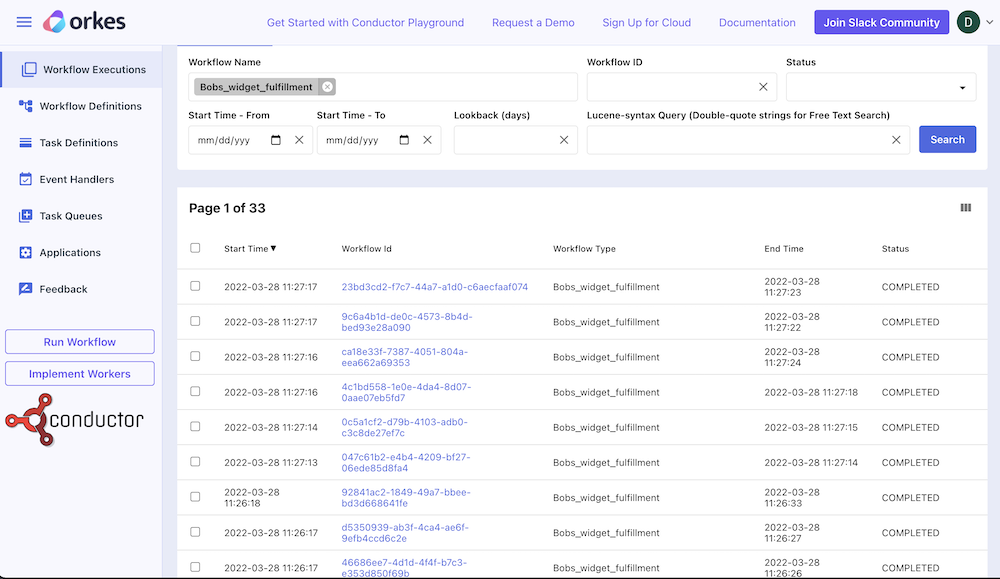 orkes
Get Started with Conductor Playground
Request a Demo
Sign Up for Cloud
Documentation
Join Slack Community
D
Workflow Executions
Workflow Definitions
Task Definitions
Event Handlers
Task Queues
Applications
Feedback
Run Workflow
Implement Workers
conductor
Workflow Name
Workflow ID
Status
Bobs_widget_fulfillment
Start Time - From
Start Time - To
Lookback (days)
Lucene-syntax Query (Double-quote strings for Free Text Search)
mm/dd/yyy
mm/dd/yyy
Search
Page 1 of 33
Start Time▼ Workflow Id Workflow Type End Time Status
2022-03-28 11:27:17 23bd3cd2-f7c7-44a7-a1d0-c6aecfaaf074 Bobs_widget_fulfillment 2022-03-28 COMPLETED
11:27:23
2022-03-28 11:27:17 9c6a4b1d-de0c-4573-8b4d- Bobs_widget_fulfillment 2022-03-28 COMPLETED
bed93e28a090 11:27:22
2022-03-28 11:27:16 ca18e33f-7387-4051-804a- Bobs_widget_fulfillment 2022-03-28 COMPLETED
eea662a69353 11:27:24
2022-03-28 11:27:16 4c1bd558-1e0e-4da4-8d07- Bobs_widget_fulfillment 2022-03-28 11:27:18 COMPLETED
0aae07eb5fd7
2022-03-28 11:27:14 0c5a1cf2-d79b-4103-adb0- Bobs_widget_fulfillment 2022-03-28 11:27:15 COMPLETED
c3c8de27ef7c
2022-03-28 11:27:13 047c61b2-e4b4-4209-bf27- Bobs_widget_fulfillment 2022-03-28 11:27:14 COMPLETED
06ede85d8fa4
2022-03-28 92841ac2-1849-49a7-bbee- Bobs_widget_fulfillment 2022-03-28 COMPLETED
11:26:18 bd3d668641fe 11:26:33
2022-03-28 11:26:17 d5350939-ab3f-4ca4-ae6f- Bobs_widget_fulfillment 2022-03-28 COMPLETED
9efb4ccd6c2e 11:26:27
2022-03-28 11:26:17 46686ee7-4d1d-4f4f-b7c3- Bobs_widget_fulfillment 2022-03-28 COMPLETED
e353d850f69b 11:26:26